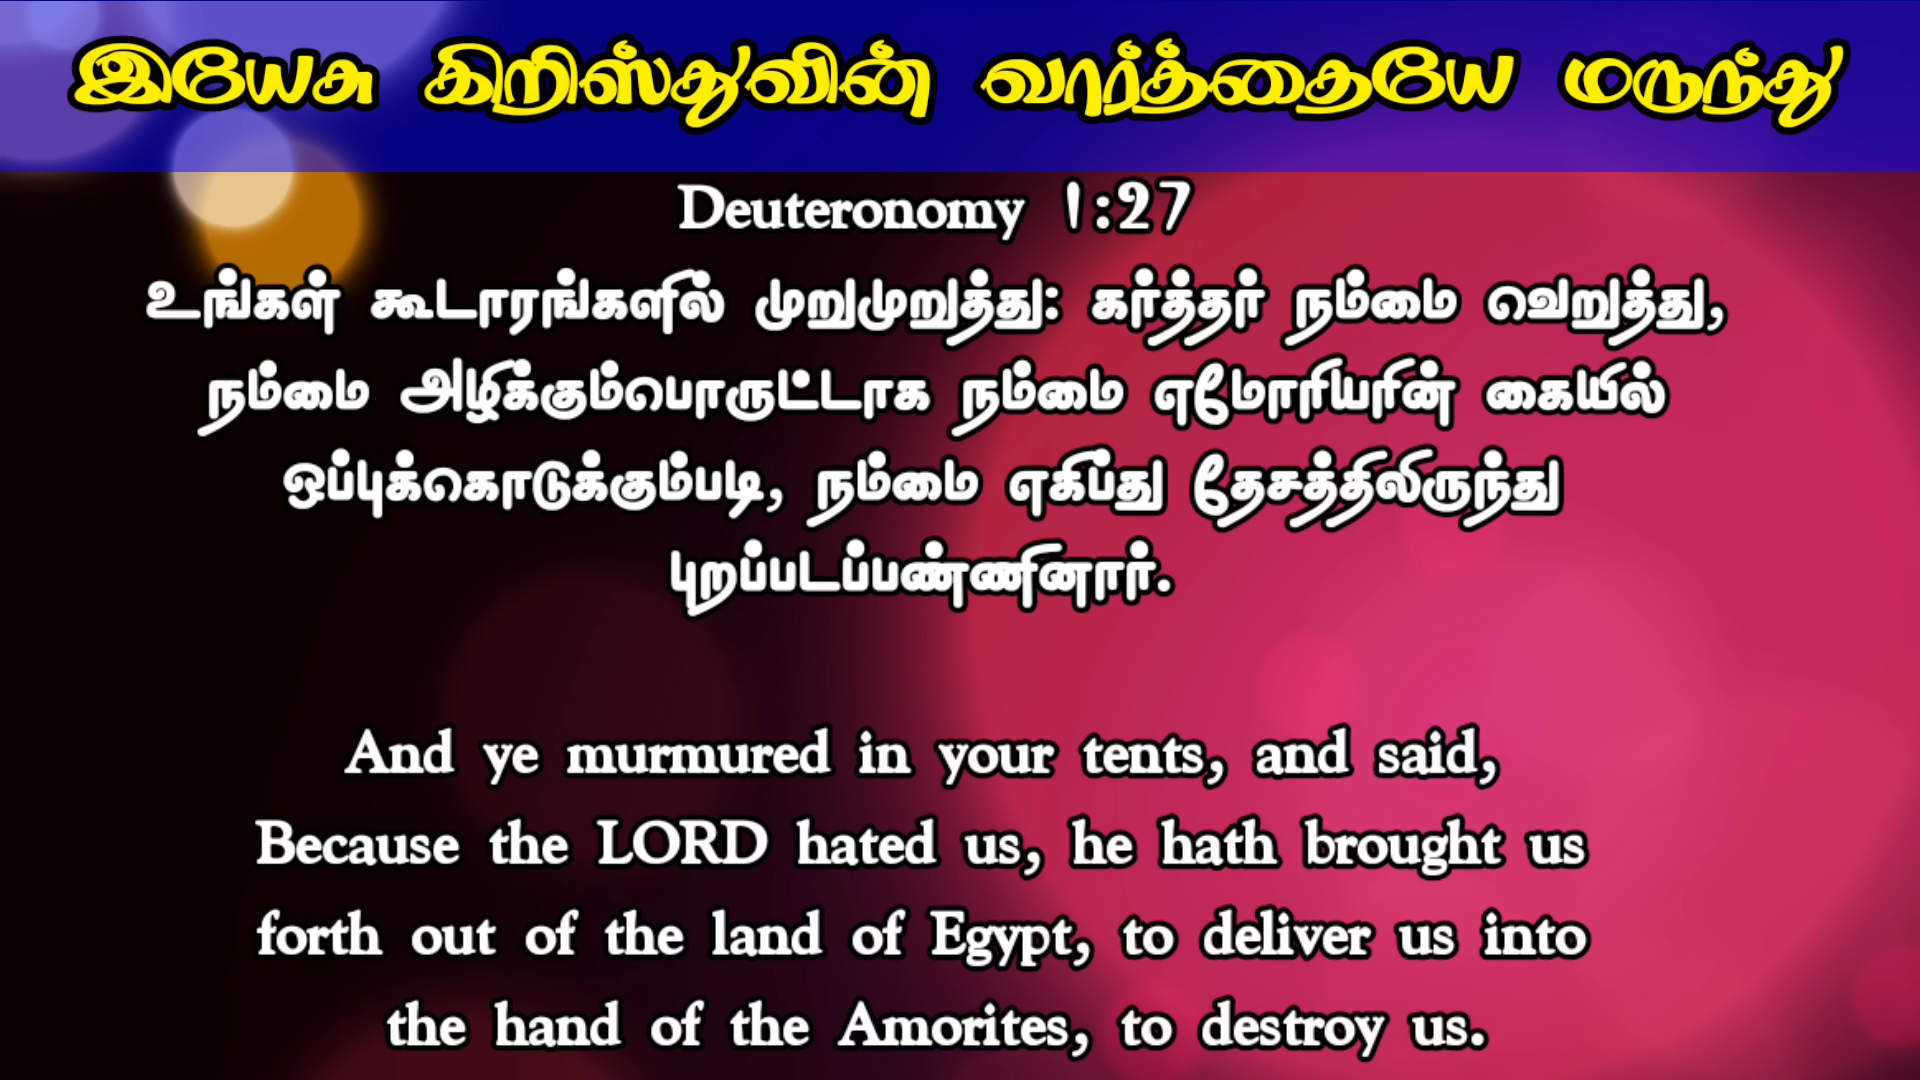 இயேசு கிறிஸ்துவின் வார்த்தையே மருந்து
Deuteronomy 1:27
உங்கள் கூடாரங்களில் முறுமுறுத்து: கர்த்தர் நம்மை வெறுத்து,
நம்மை அழிக்கும்பொருட்டாக நம்மை எமோரியரின் கையில்
ஒப்புக்கொடுக்கும்படி, நம்மை எகிப்து தேசத்திலிருந்து
புறப்படப்பண்ணினார்.
And ye murmured in your tents, and said,
Because the LORD hated us, he hath brought us
forth out of the land of Egypt, to deliver us into
the hand of the Amorites, to destroy us.